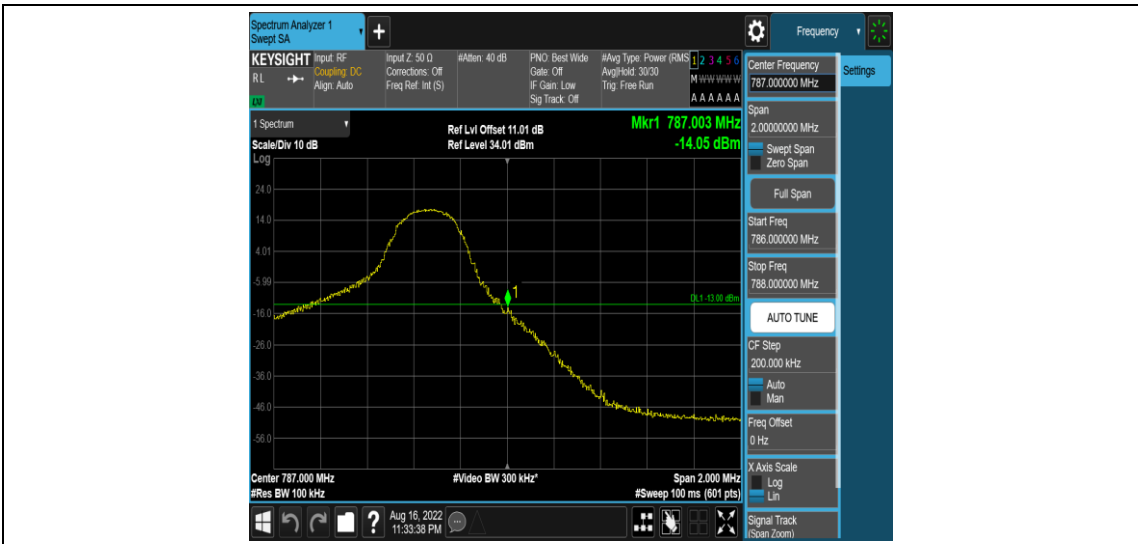 Spectrum Analyzer 1
Swept SA
+
Frequency
KEYSIGHT
RL
LXI
Input: RF
Coupling: DC
Align: Auto
Input Z: 50 Ω
Corrections: Off
Freq Ref: Int (S)
#Atten: 40 dB
PNO: Best Wide
Gate: Off
IF Gain: Low
Sig Track: Off
#Avg Type: Power (RMS
Avg|Hold: 30/30
Trig: Free Run
1 2 3 4 5 6
M W W W W W
A A A A A A
1 Spectrum
Scale/Div 10 dB
Log
Ref Lvl Offset 11.01 dB
Ref Level 34.01 dBm
Mkr1 787.003 MHz
-14.05 dBm
24.0
14.0
4.01
-5.99
-16.0
-26.0
-36.0
-46.0
-56.0
1
DL1 -13.00 dBm
Center 787.000 MHz
#Res BW 100 kHz
#Video BW 300 kHz*
Span 2.000 MHz
#Sweep 100 ms (601 pts)
?
Aug 16, 2022
11:33:38 PM
Center Frequency
787.000000 MHz
Settings
Span
2.00000000 MHz
Swept Span
Zero Span
Full Span
Start Freq
786.000000 MHz
Stop Freq
788.000000 MHz
AUTO TUNE
CF Step
200.000 kHz
Auto
Man
Freq Offset
0 Hz
X Axis Scale
Log
Lin
Signal Track
(Span Zoom)